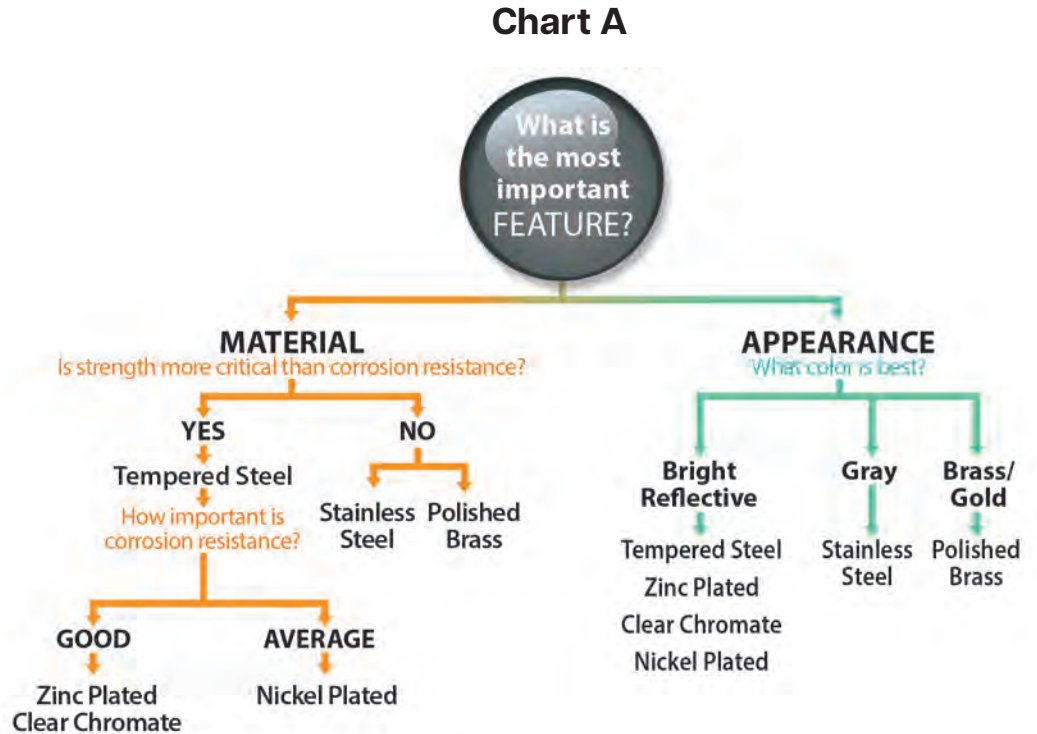 Chart A
What is
the most
important
FEATURE?
MATERIAL
Is strength more critical than corrosion resistance?
YES
Tempered Steel
How important is
corrosion resistance?
GOOD
Zinc Plated
Clear Chromate
AVERAGE
Nickel Plated
NO
Stainless
Steel
Polished
Brass
APPEARANCE
What color is best?
Bright
Reflective
Tempered Steel
Zinc Plated
Clear Chromate
Nickel Plated
Gray
Stainless
Steel
Brass/
Gold
Polished
Brass